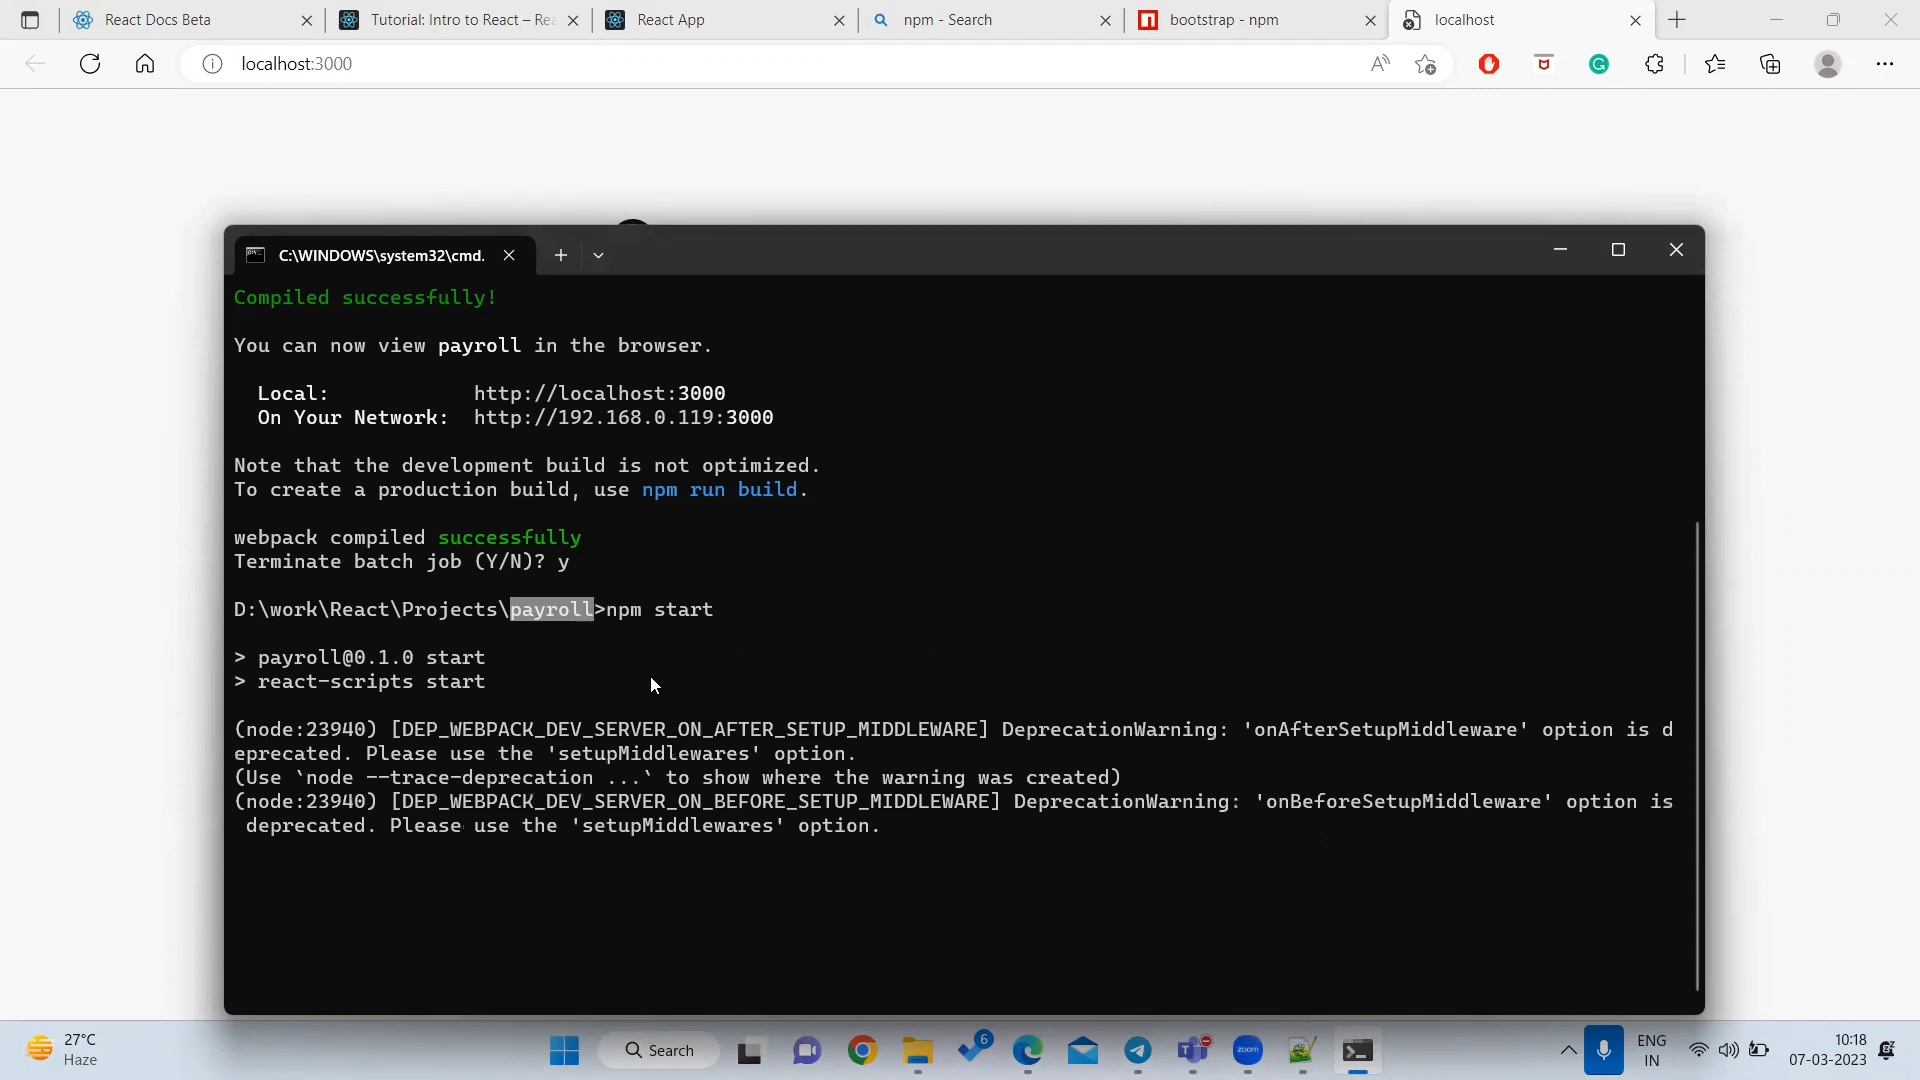 React Docs Beta
Tutorial: Intro to React – Rea
React App
npm - Search
bootstrap - npm
localhost
localhost:3000
C:\WINDOWS\system32\cmd.
Compiled successfully!
You can now view payroll in the browser.
Local: http://localhost:3000
On Your Network: http://192.168.0.119:3000
Note that the development build is not optimized.
To create a production build, use npm run build.
webpack compiled successfully
Terminate batch job (Y/N)? y
D:\work\React\Projects\payroll>npm start
> payroll@0.1.0 start
> react-scripts start
(node:23940) [DEP_WEBPACK_DEV_SERVER_ON_AFTER_SETUP_MIDDLEWARE] DeprecationWarning: 'onAfterSetupMiddleware' option is d
eprecated. Please use the 'setupMiddlewares' option.
(Use `node --trace-deprecation ...` to show where the warning was created)
(node:23940) [DEP_WEBPACK_DEV_SERVER_ON_BEFORE_SETUP_MIDDLEWARE] DeprecationWarning: 'onBeforeSetupMiddleware' option is
deprecated. Please use the 'setupMiddlewares' option.
27°C
Haze
Search
6
zoom
ENG
IN
10:18
07-03-2023